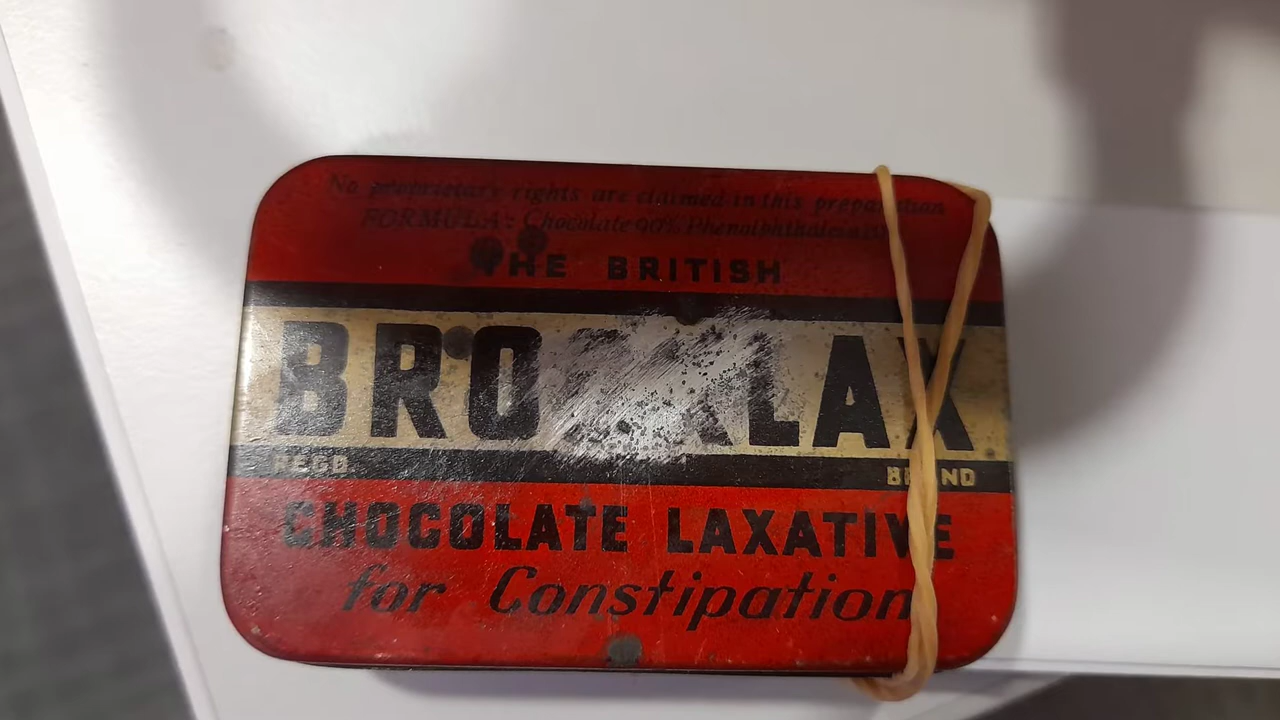 No proprietary rights are claimed in this preparation
FORMULA: Chocolate 90% Phenolphthalein
THE BRITISH
BRO LAX
REGD. BRAND
CHOCOLATE LAXATIVE
for Constipation